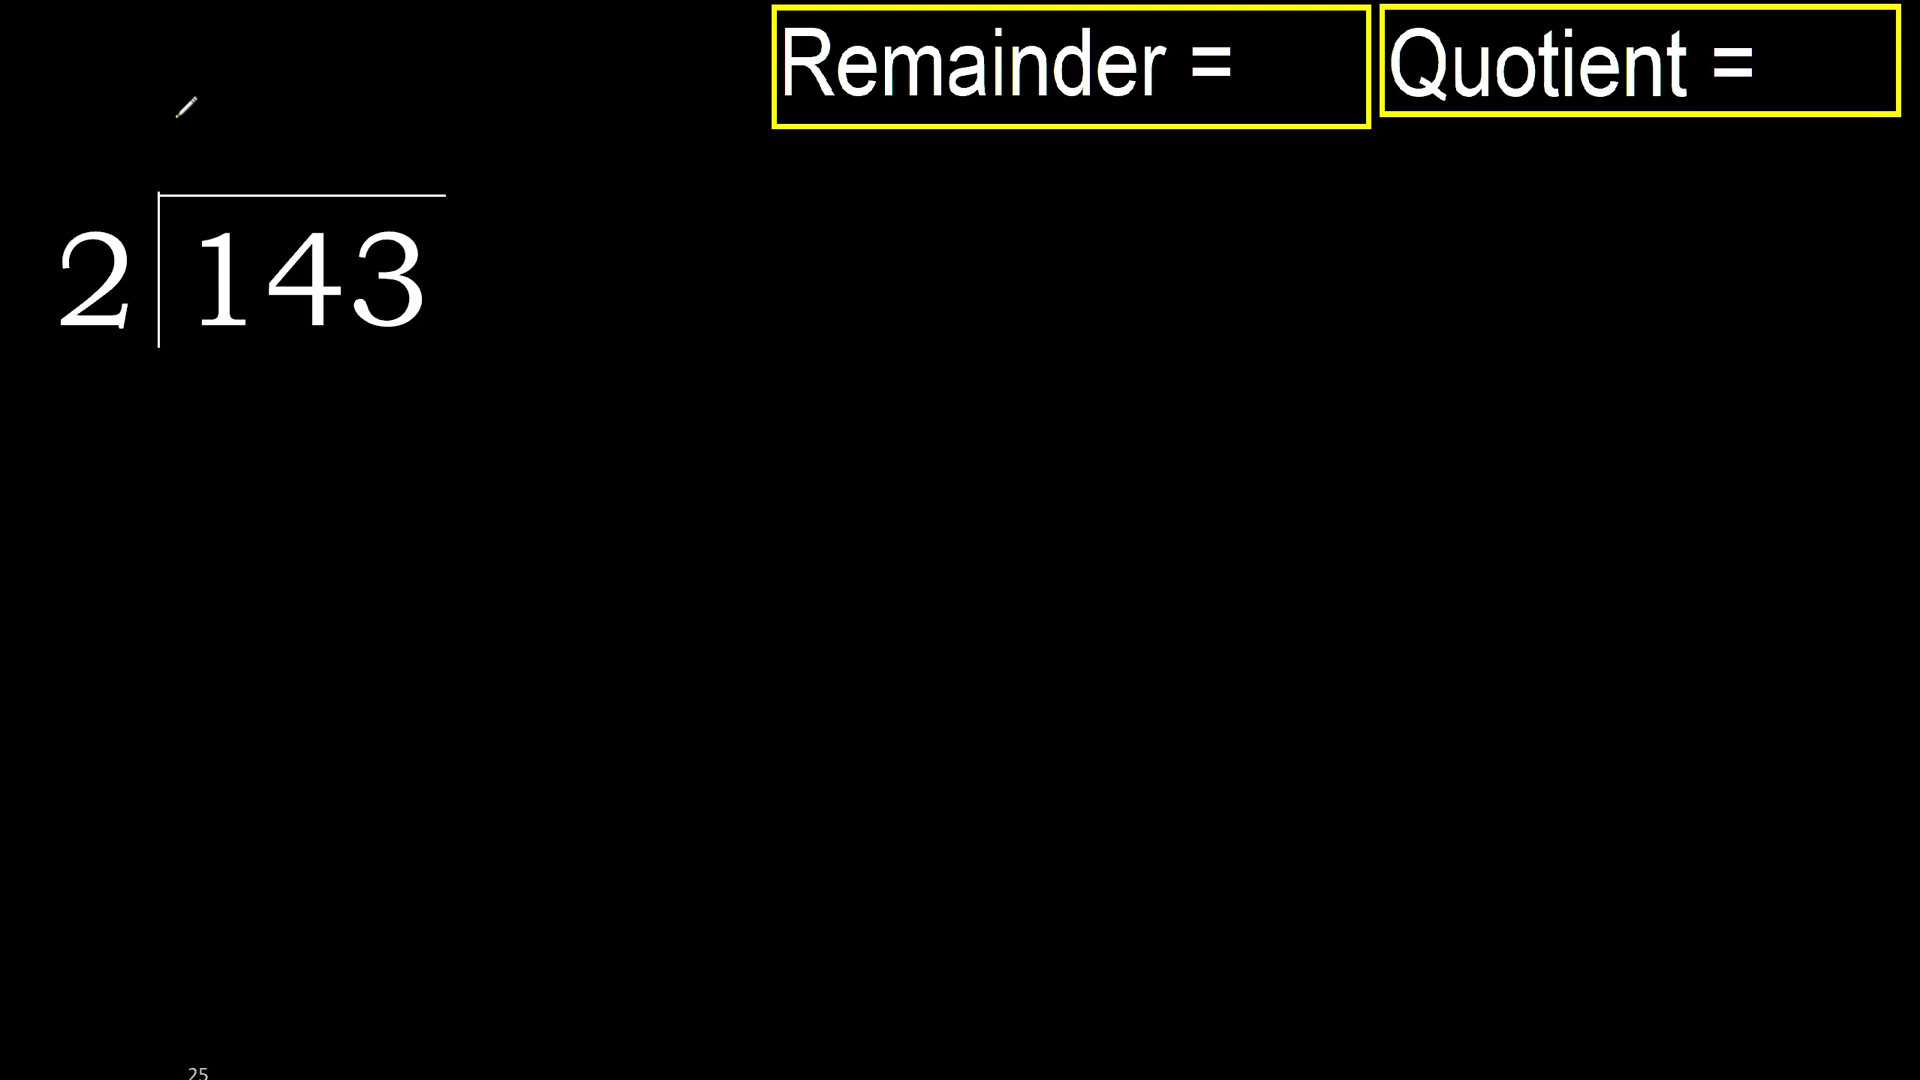 Remainder =
Quotient =
2 143
25